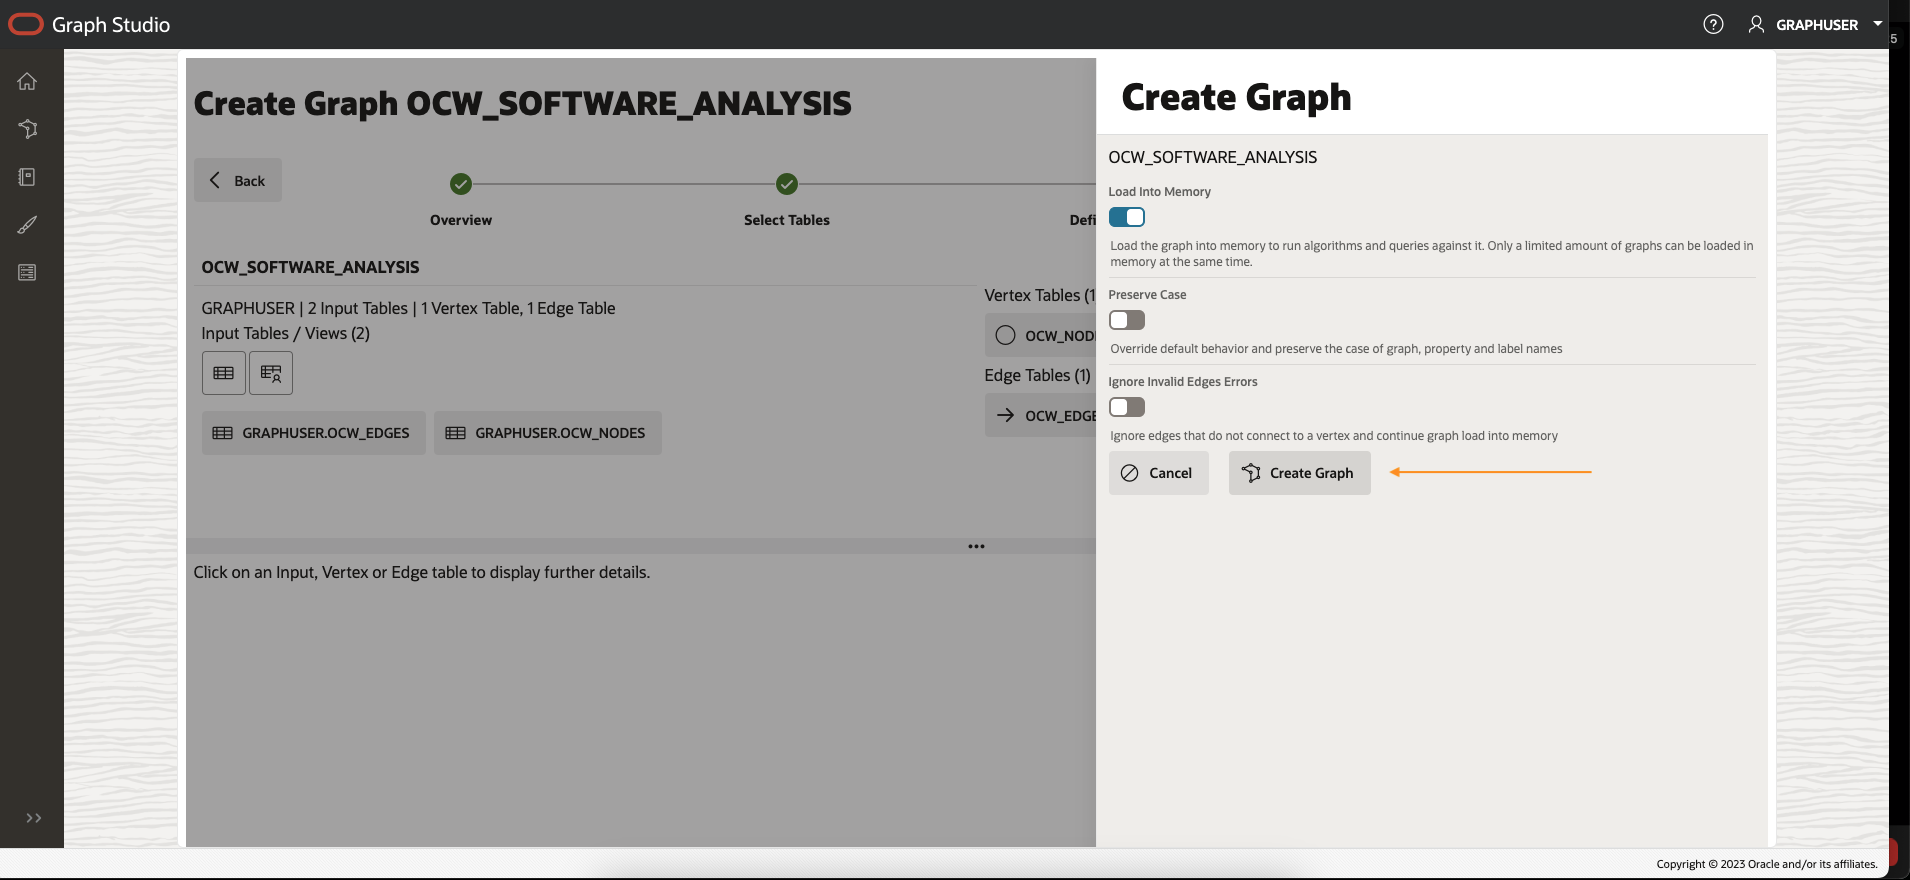 Graph Studio
GRAPHUSER
5
Create Graph OCW_SOFTWARE_ANALYSIS
Back
Overview
Select Tables
Defi
OCW_SOFTWARE_ANALYSIS
GRAPHUSER | 2 Input Tables | 1 Vertex Table, 1 Edge Table
Input Tables / Views (2)
GRAPHUSER.OCW_EDGES
GRAPHUSER.OCW_NODES
Vertex Tables (1
OCW_NOD
Edge Tables (1)
OCW_EDGE
Click on an Input, Vertex or Edge table to display further details.
Create Graph
OCW_SOFTWARE_ANALYSIS
Load Into Memory
Load the graph into memory to run algorithms and queries against it. Only a limited amount of graphs can be loaded in
memory at the same time.
Preserve Case
Override default behavior and preserve the case of graph, property and label names
Ignore Invalid Edges Errors
Ignore edges that do not connect to a vertex and continue graph load into memory
Cancel
Create Graph
Copyright © 2023 Oracle and/or its affiliates.